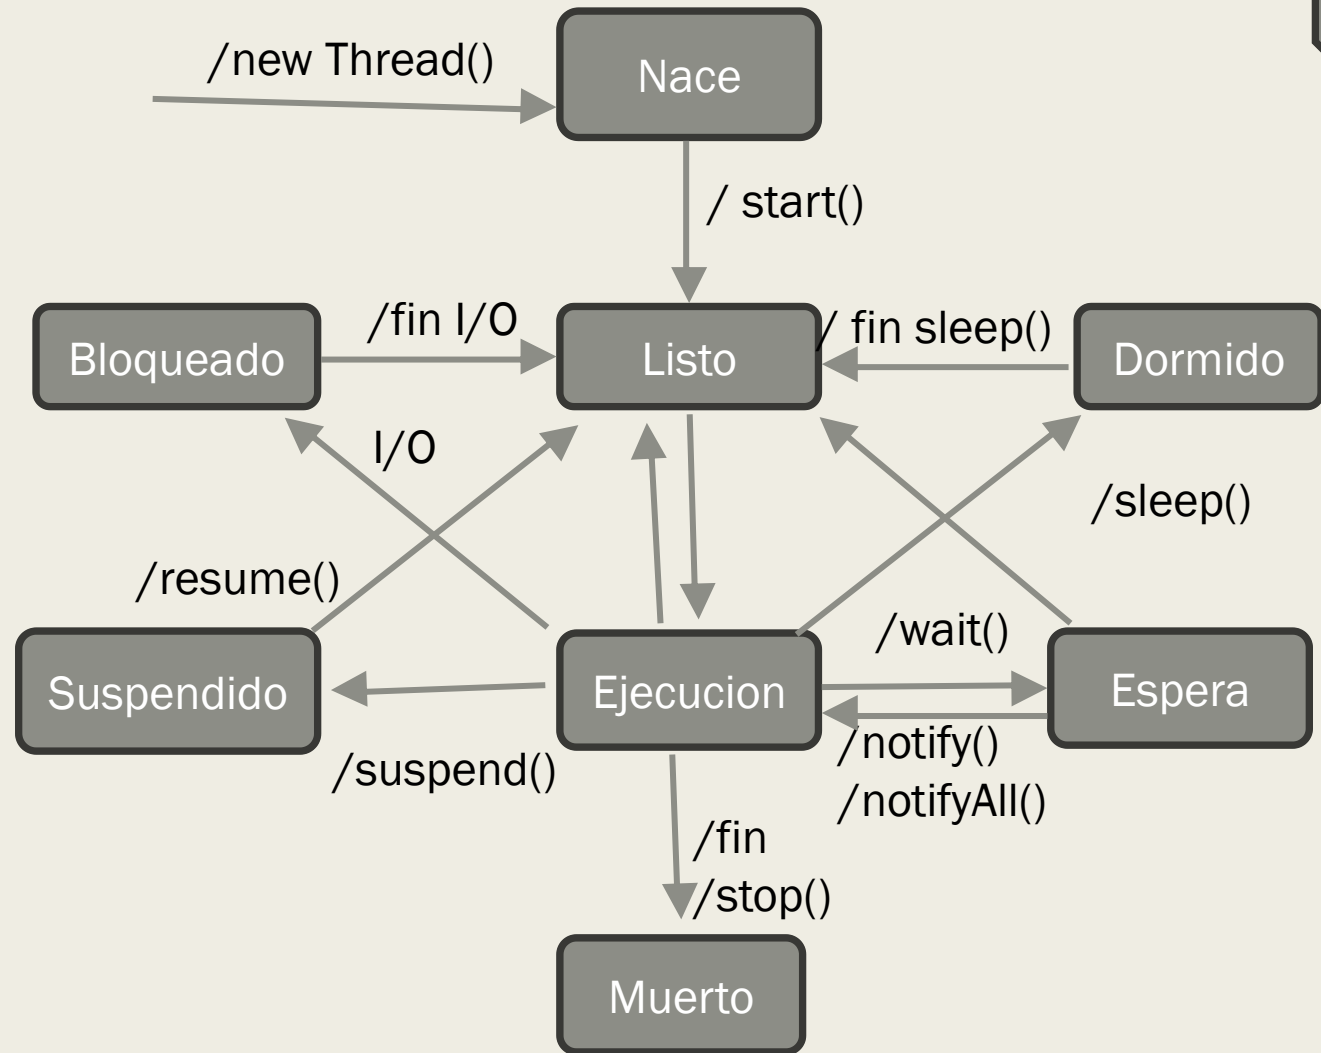 /new Thread()
Nace
/ start()
/fin I/O
/ fin sleep()
Bloqueado
Listo
Dormido
I/O
/sleep()
/resume()
/wait()
Suspendido
Ejecucion
Espera
/notify()
/notifyAll()
/suspend()
/fin
/stop()
Muerto